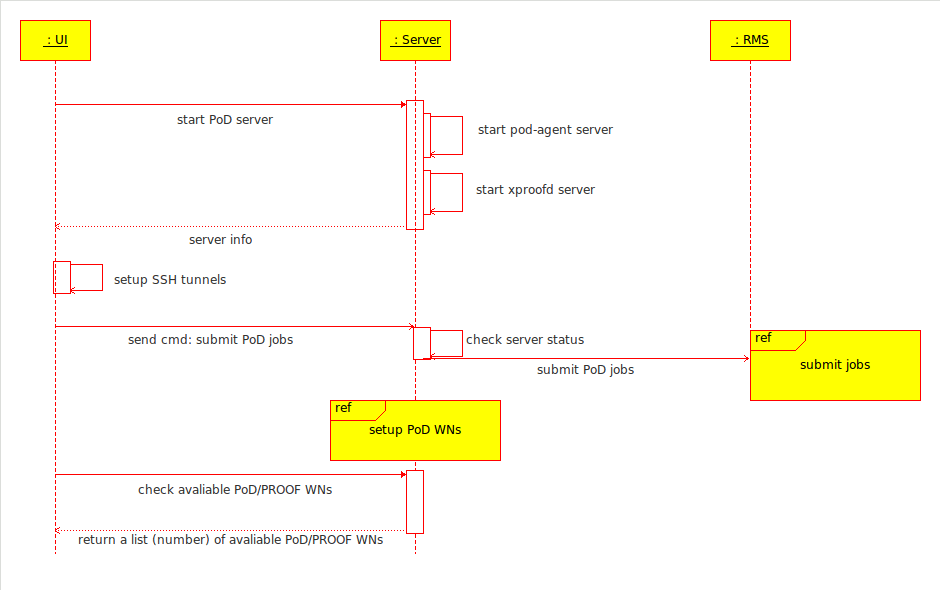 : UI
: Server
: RMS
start PoD server
start pod-agent server
start xproofd server
server info
setup SSH tunnels
send cmd: submit PoD jobs
check server status
ref
submit jobs
submit PoD jobs
ref
setup PoD WNs
check avaliable PoD/PROOF WNs
return a list (number) of avaliable PoD/PROOF WNs